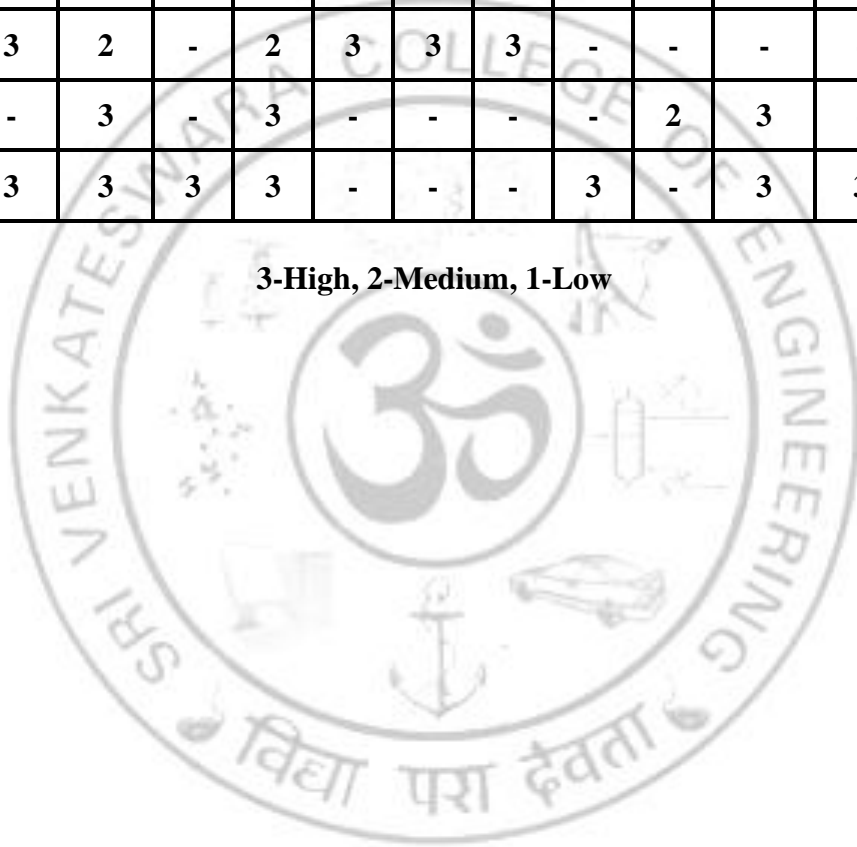 3 2 - 2 3 3 3 - - -
- 3 - 3 - - - - 2 3
3 3 3 3 - - - 3 - 3 3
3-High, 2-Medium, 1-Low
SRI VENKATESWARA COLLEGE OF ENGINEERING
ॐ
विद्या परा देवता